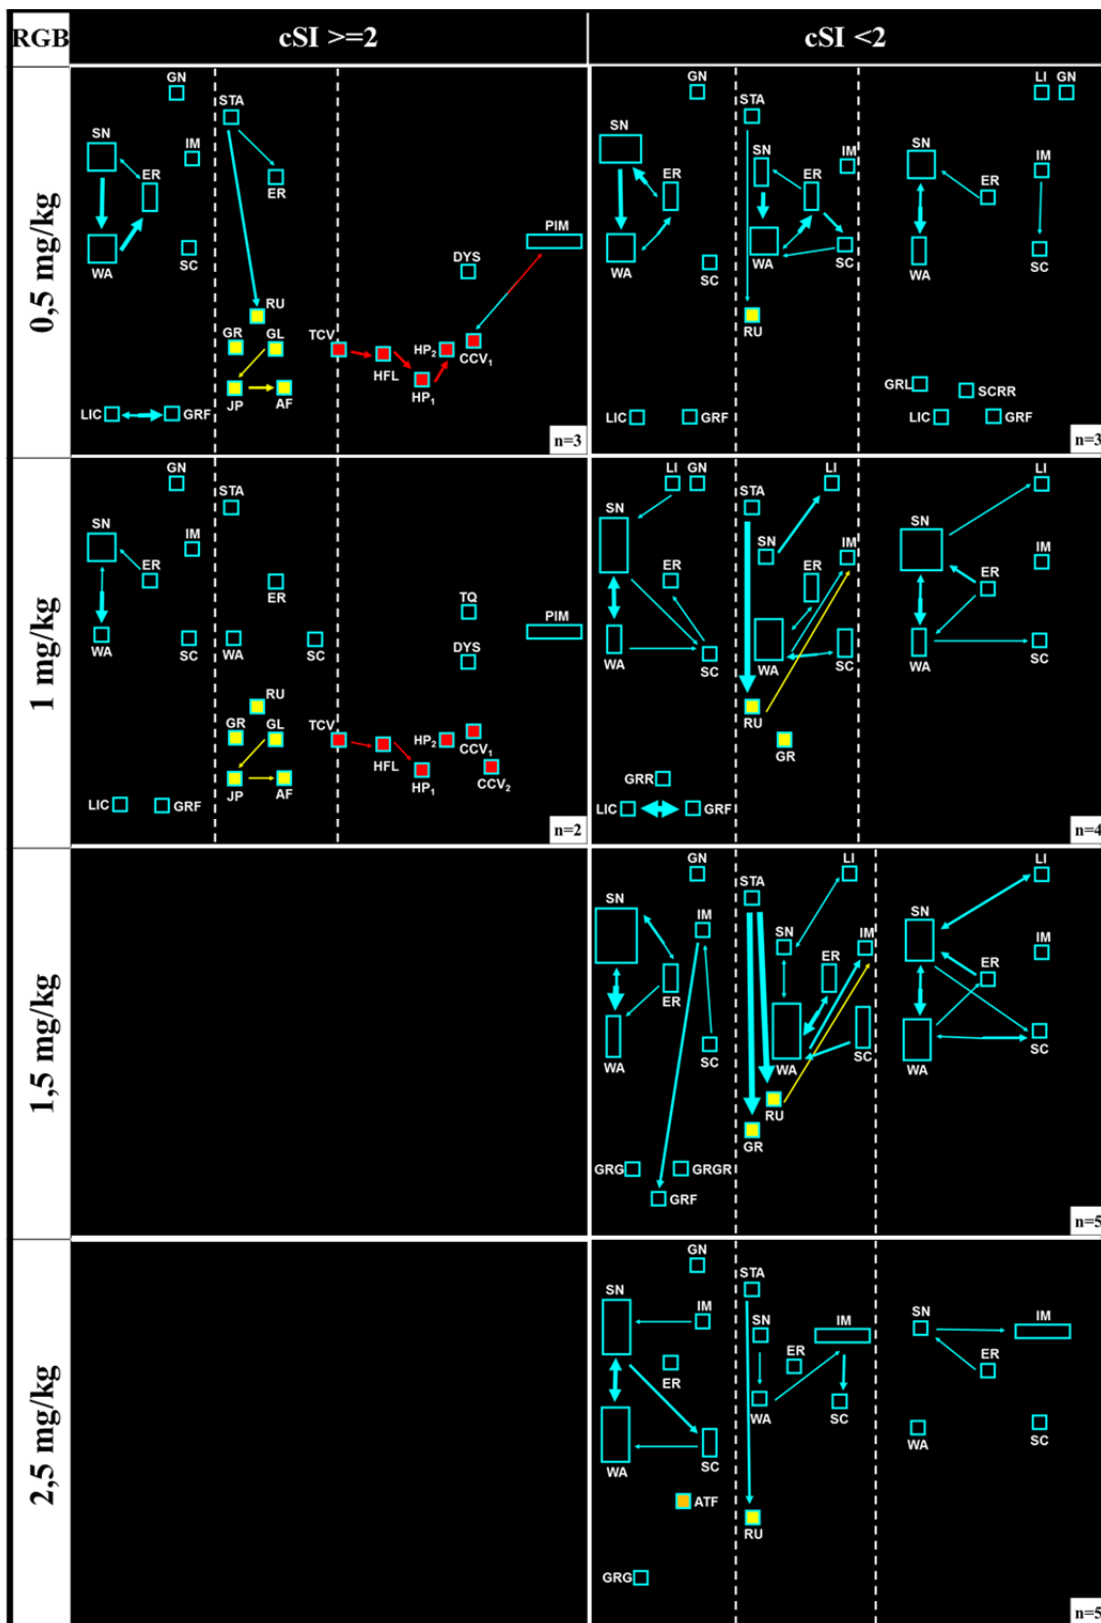 RGB cSI >=2 cSI <2
0,5 mg/kg
GN
STA
SN
IM
ER
ER
WA
SC
PIM
DYS
RU
GR GL
TCV
HFL
HP1
HP2
CCV1
JP AF
LIC GRF
n=3
GN
STA
LI GN
SN
SN
IM
SN
IM
ER
ER
ER
WA
WA
SC
WA
SC
SC
RU
GRL
SCRR
LIC GRF
LIC GRF
n=3
1 mg/kg
GN
STA
SN
IM
ER
ER
TQ
PIM
WA
SC
WA
SC
DYS
RU
GR GL
TCV
HFL
HP1
HP2
CCV1
CCV2
JP AF
LIC GRF
n=2
LI GN
STA
LI
LI
SN
SN
IM
SN
IM
ER
ER
ER
WA
SC
WA
SC
WA
SC
RU
GR
GRR
LIC GRF
n=4
1,5 mg/kg
GN
STA
LI
LI
SN
IM
SN
IM
SN
IM
ER
ER
ER
WA
SC
WA
SC
WA
SC
RU
GR
GRG GRGR
GRF
n=5
2,5 mg/kg
GN
STA
SN
IM
SN
IM
SN
IM
ER
ER
ER
WA
SC
WA
SC
WA
SC
ATF
RU
GRG
n=5